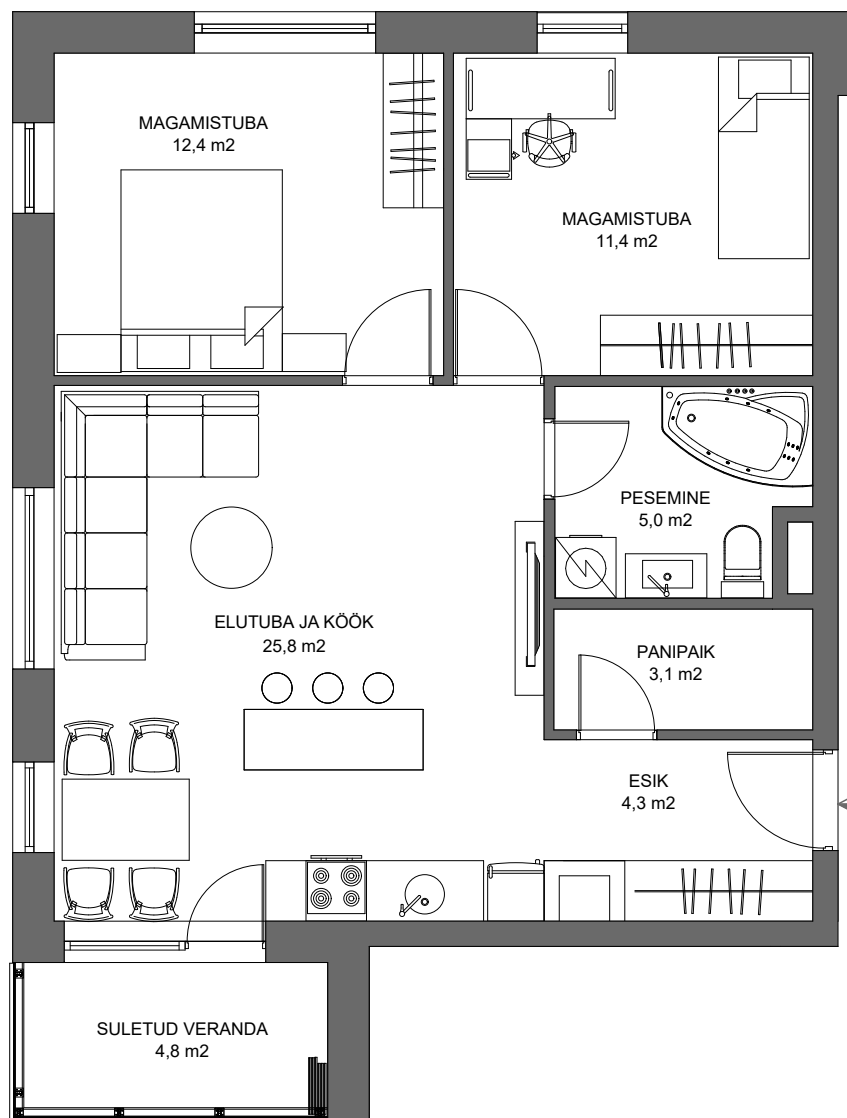 MAGAMISTUBA
12,4 m2
MAGAMISTUBA
11,4 m2
PESEMINE
5,0 m2
ELUTUBA JA KÖÖK
25,8 m2
PANIPAIK
3,1 m2
ESIK
4,3 m2
SULETUD VERANDA
4,8 m2